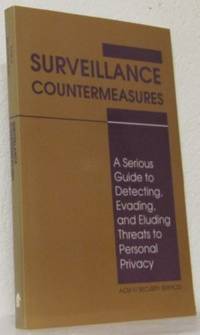 SURVEILLANCE
COUNTERMEASURES
A Serious
Guide to
Detecting,
Evading,
and Eluding
Threats to
Personal
Privacy